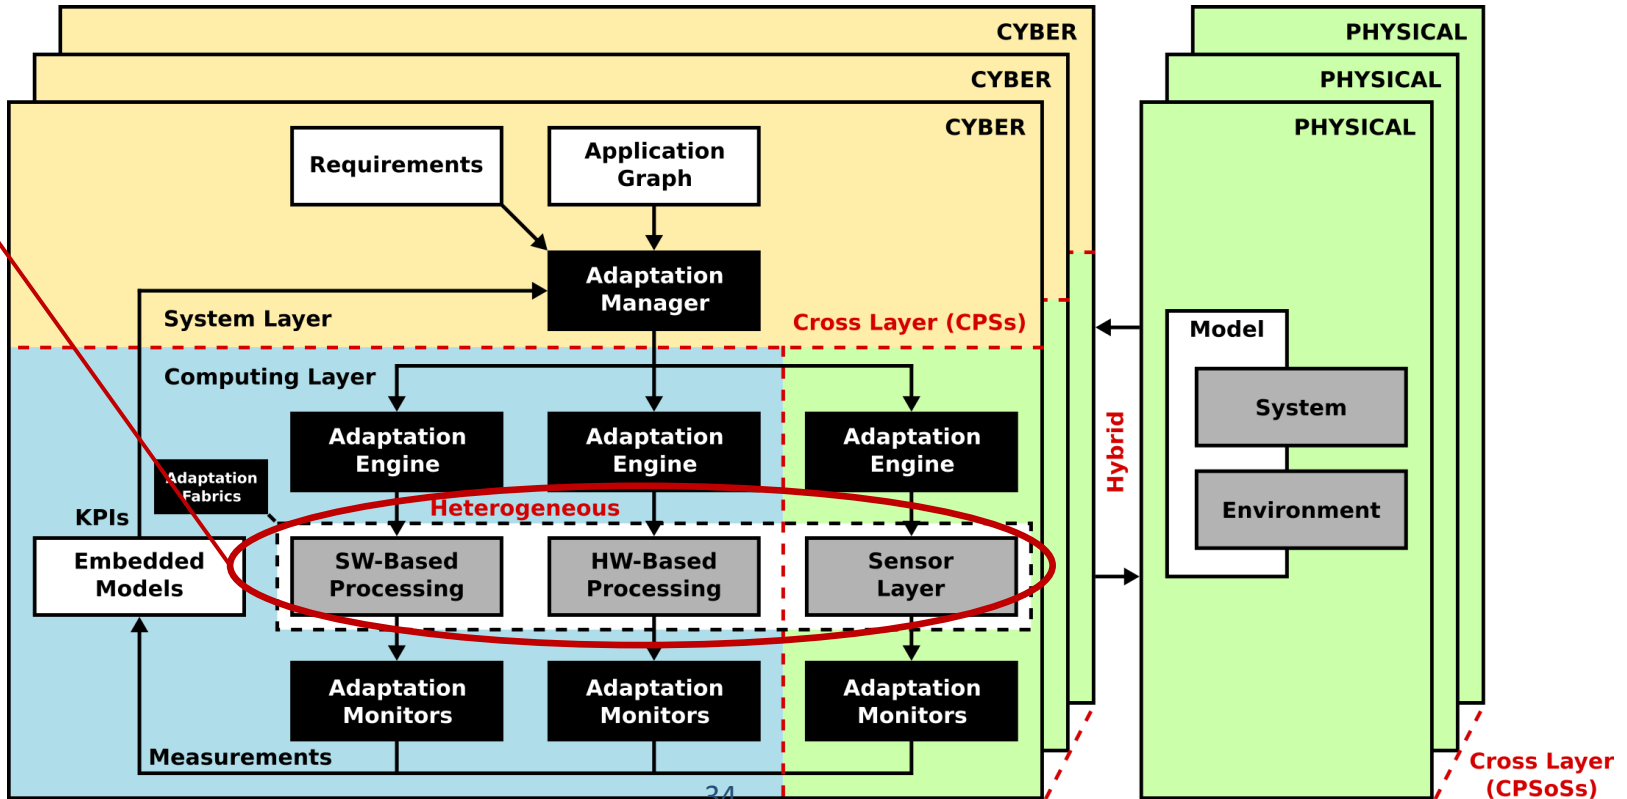 CYBER
PHYSICAL
CYBER
PHYSICAL
CYBER
PHYSICAL
Requirements
Application
Graph
Adaptation
Manager
System Layer
Cross Layer (CPSs)
Model
Computing Layer
System
Adaptation
Engine
Adaptation
Engine
Adaptation
Engine
Hybrid
Adaptation
Fabrics
KPIs
Heterogeneous
Environment
Embedded
Models
SW-Based
Processing
HW-Based
Processing
Sensor
Layer
Adaptation
Monitors
Adaptation
Monitors
Adaptation
Monitors
Measurements
Cross Layer
(CPSoSs)
34